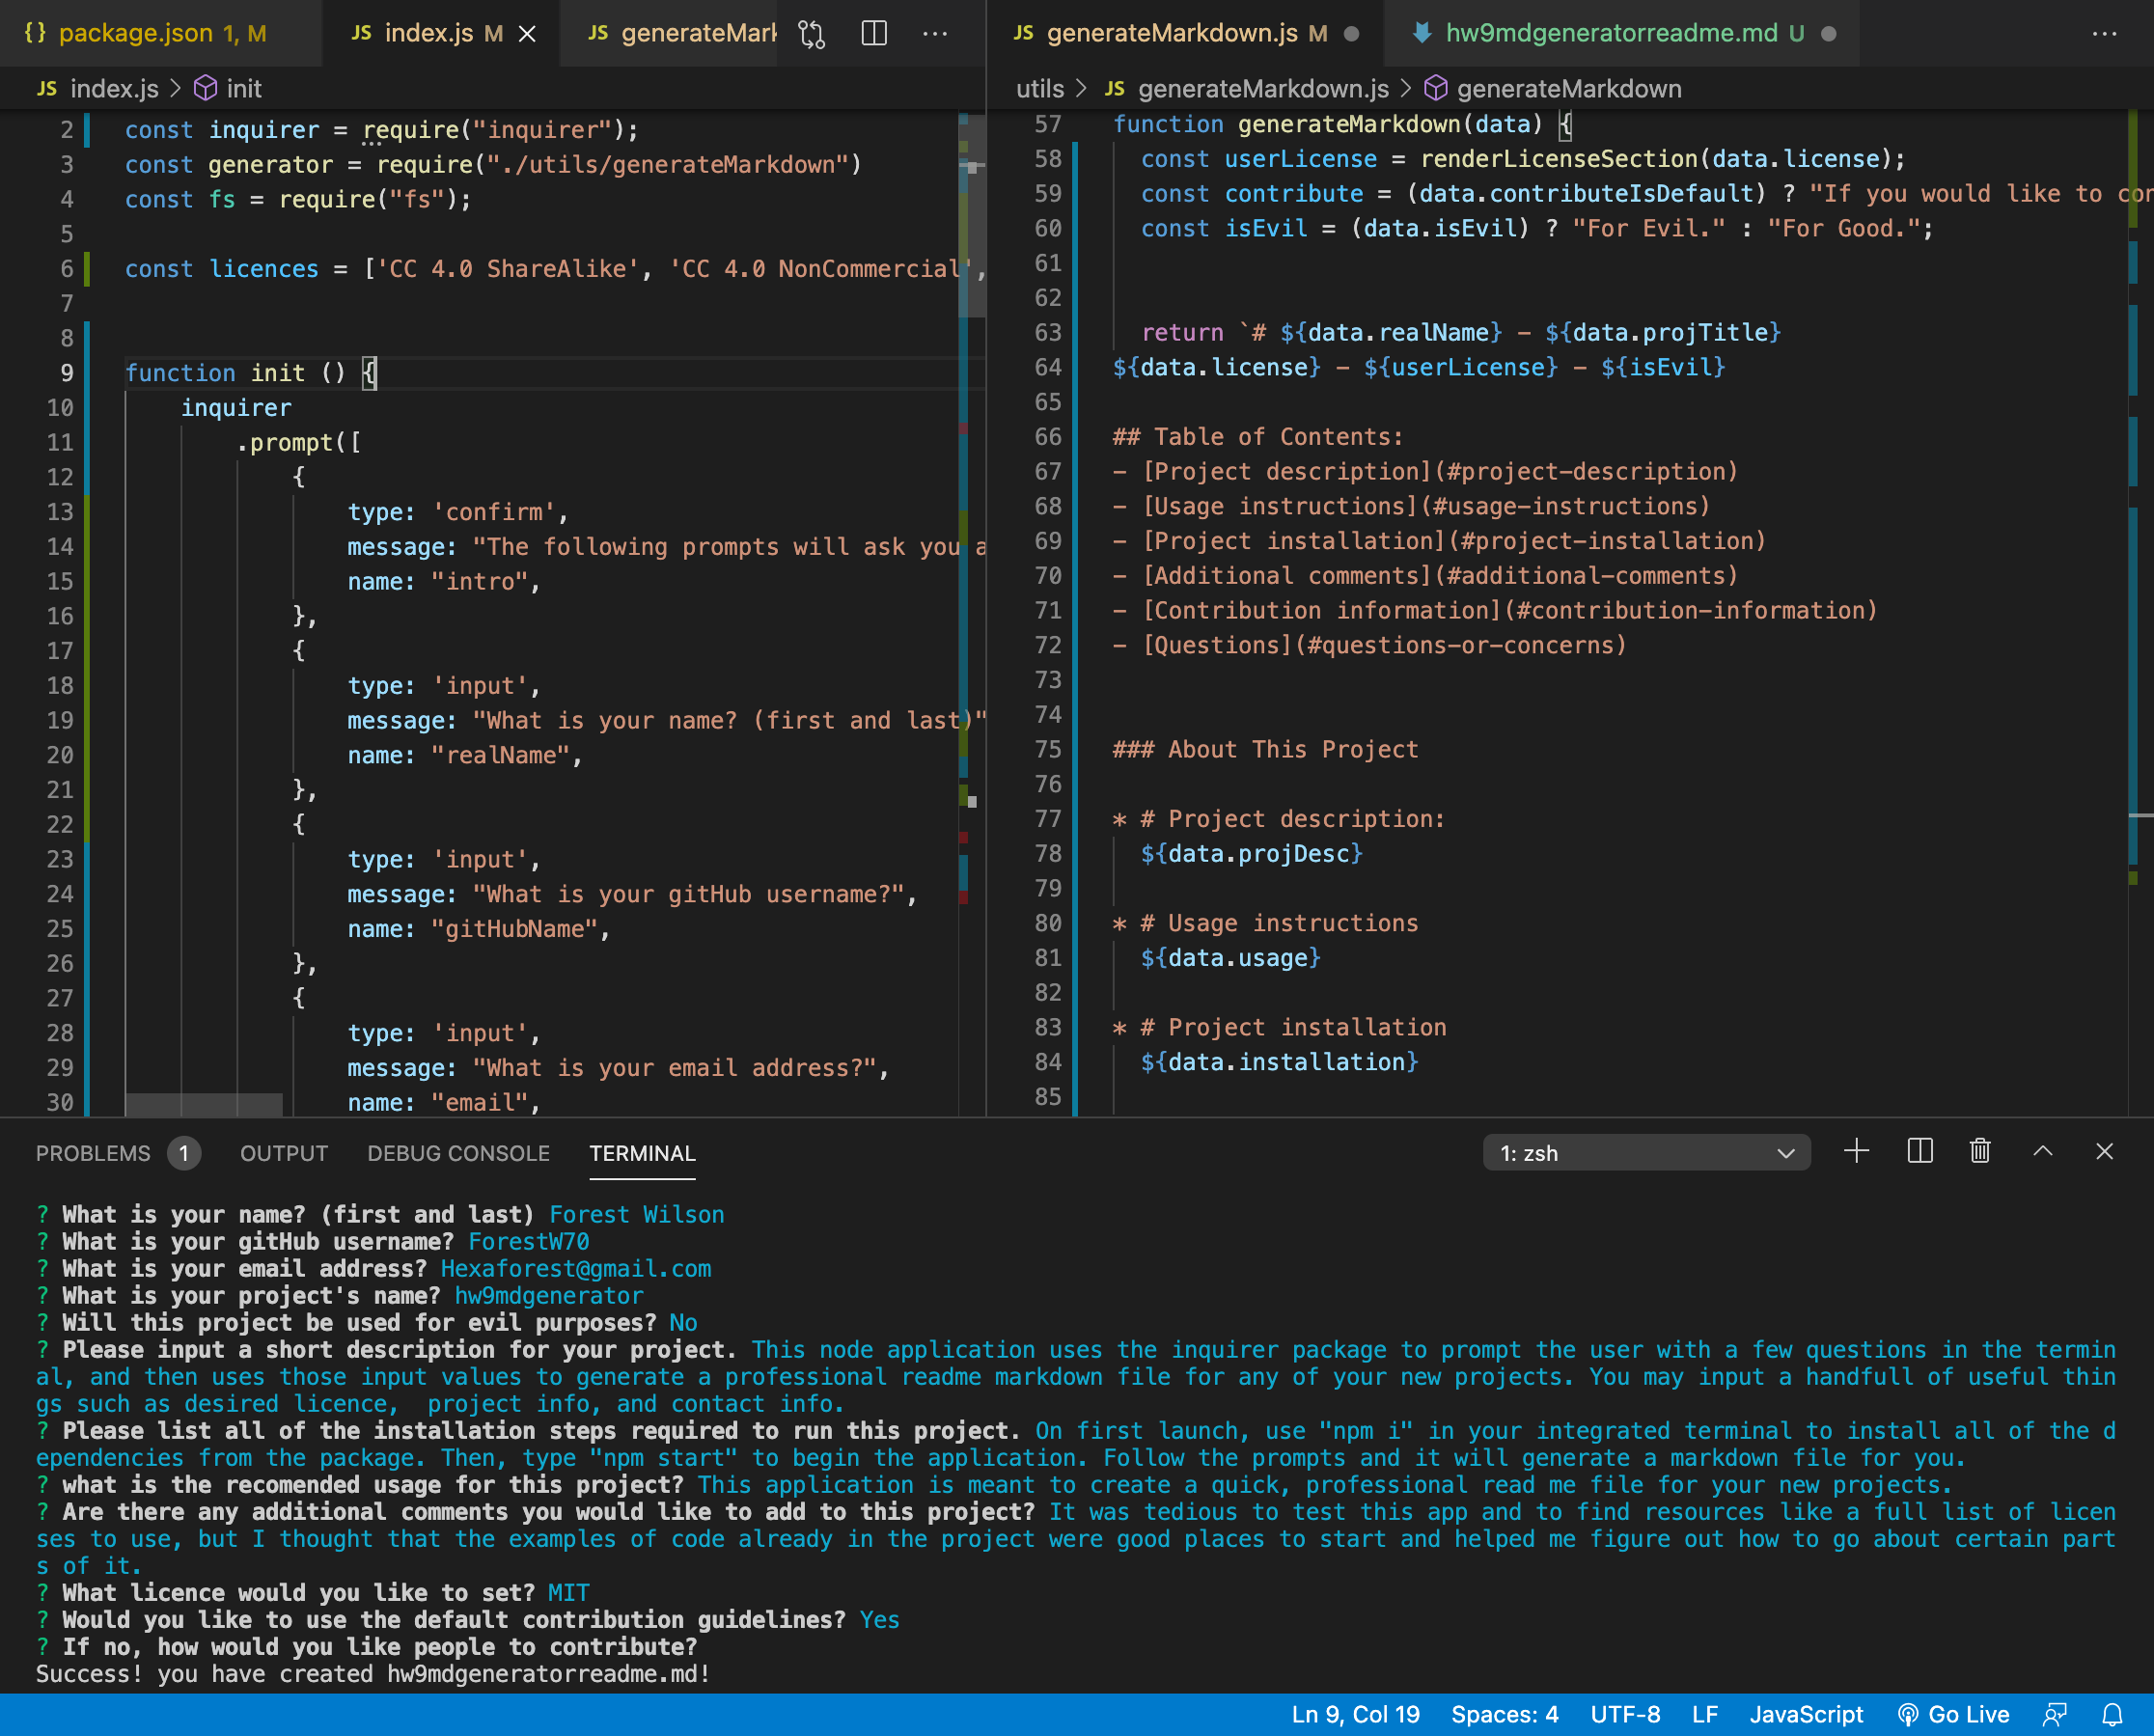 {} package.json 1, M
JS index.js M
JS generateMark
JS index.js > init
2 const inquirer = require("inquirer");
3 const generator = require("./utils/generateMarkdown")
4 const fs = require("fs");
5
6 const licences = ['CC 4.0 ShareAlike', 'CC 4.0 NonCommercial',
7
8
9 function init () {
10 inquirer
11 .prompt([
12 {
13 type: 'confirm',
14 message: "The following prompts will ask you a
15 name: "intro",
16 },
17 {
18 type: 'input',
19 message: "What is your name? (first and last)"
20 name: "realName",
21 },
22 {
23 type: 'input',
24 message: "What is your gitHub username?",
25 name: "gitHubName",
26 },
27 {
28 type: 'input',
29 message: "What is your email address?",
30 name: "email",
JS generateMarkdown.js M
hw9mdgeneratorreadme.md U
utils > JS generateMarkdown.js > generateMarkdown
57 function generateMarkdown(data) {
58 const userLicense = renderLicenseSection(data.license);
59 const contribute = (data.contributeIsDefault) ? "If you would like to con
60 const isEvil = (data.isEvil) ? "For Evil." : "For Good.";
61
62
63 return `# ${data.realName} - ${data.projTitle}
64 ${data.license} - ${userLicense} - ${isEvil}
65
66 ## Table of Contents:
67 - [Project description](#project-description)
68 - [Usage instructions](#usage-instructions)
69 - [Project installation](#project-installation)
70 - [Additional comments](#additional-comments)
71 - [Contribution information](#contribution-information)
72 - [Questions](#questions-or-concerns)
73
74
75 ### About This Project
76
77 * # Project description:
78 ${data.projDesc}
79
80 * # Usage instructions
81 ${data.usage}
82
83 * # Project installation
84 ${data.installation}
85
PROBLEMS 1 OUTPUT DEBUG CONSOLE TERMINAL 1: zsh
? What is your name? (first and last) Forest Wilson
? What is your gitHub username? ForestW70
? What is your email address? Hexaforest@gmail.com
? What is your project's name? hw9mdgenerator
? Will this project be used for evil purposes? No
? Please input a short description for your project. This node application uses the inquirer package to prompt the user with a few questions in the termin
al, and then uses those input values to generate a professional readme markdown file for any of your new projects. You may input a handfull of useful thin
gs such as desired licence,  project info, and contact info.
? Please list all of the installation steps required to run this project. On first launch, use "npm i" in your integrated terminal to install all of the d
ependencies from the package. Then, type "npm start" to begin the application. Follow the prompts and it will generate a markdown file for you.
? what is the recomended usage for this project? This application is meant to create a quick, professional read me file for your new projects.
? Are there any additional comments you would like to add to this project? It was tedious to test this app and to find resources like a full list of licen
ses to use, but I thought that the examples of code already in the project were good places to start and helped me figure out how to go about certain part
s of it.
? What licence would you like to set? MIT
? Would you like to use the default contribution guidelines? Yes
? If no, how would you like people to contribute?
Success! you have created hw9mdgeneratorreadme.md!
Ln 9, Col 19 Spaces: 4 UTF-8 LF JavaScript Go Live